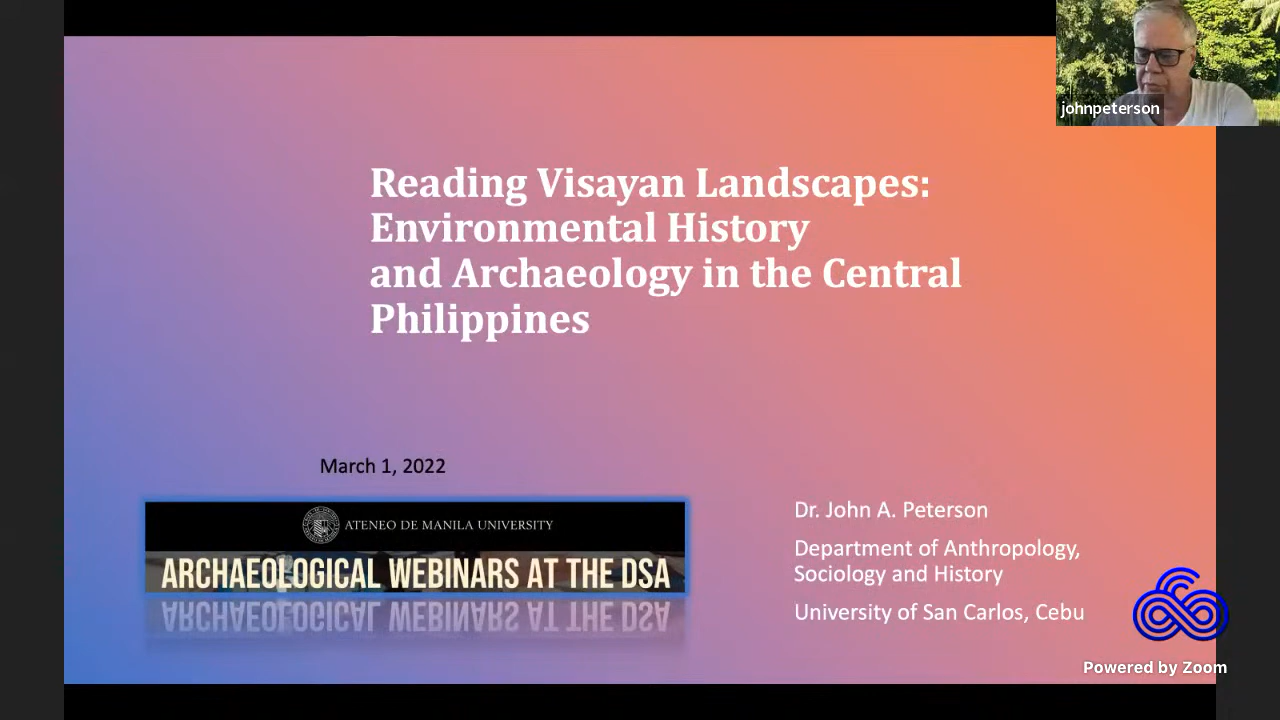 johnpeterson
Reading Visayan Landscapes:
Environmental History
and Archaeology in the Central
Philippines
March 1, 2022
ATENEO DE MANILA UNIVERSITY
ARCHAEOLOGICAL WEBINARS AT THE DSA
Dr. John A. Peterson
Department of Anthropology,
Sociology and History
University of San Carlos, Cebu
Powered by Zoom